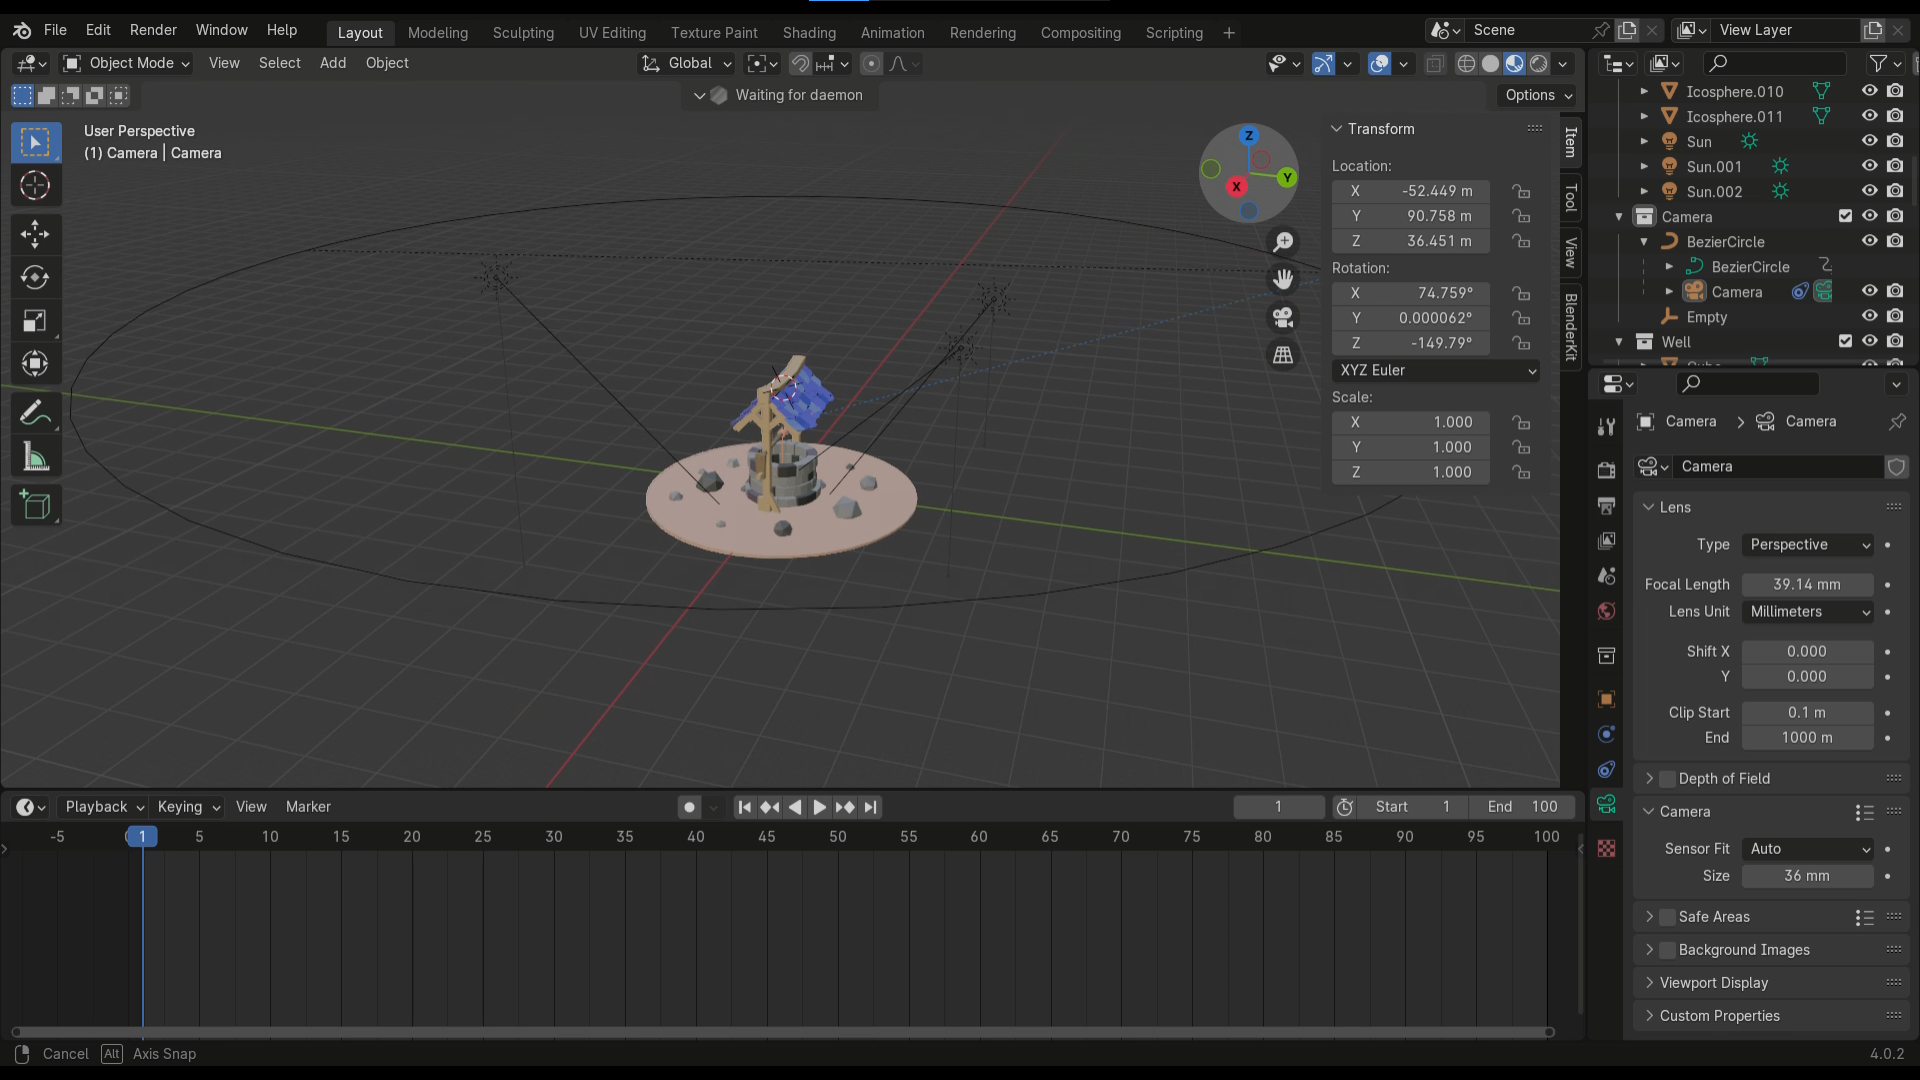 File Edit Render Window Help Layout Modeling Sculpting UV Editing Texture Paint Shading Animation Rendering Compositing Scripting + Scene View Layer
Object Mode View Select Add Object Global
Waiting for daemon Options
User Perspective
(1) Camera | Camera
Z
Y
X
Transform
Location:
X -52.449 m
Y 90.758 m
Z 36.451 m
Rotation:
X 74.759°
Y 0.000062°
Z -149.79°
XYZ Euler
Scale:
X 1.000
Y 1.000
Z 1.000
Item
Tool
View
BlenderKit
Icosphere.010
Icosphere.011
Sun
Sun.001
Sun.002
Camera
BezierCircle
BezierCircle
Camera
Empty
Well
Camera > Camera
Camera
Lens
Type Perspective
Focal Length 39.14 mm
Lens Unit Millimeters
Shift X 0.000
Y 0.000
Clip Start 0.1 m
End 1000 m
Depth of Field
Camera
Sensor Fit Auto
Size 36 mm
Safe Areas
Background Images
Viewport Display
Custom Properties
Playback Keying View Marker 1 Start 1 End 100
-5 1 5 10 15 20 25 30 35 40 45 50 55 60 65 70 75 80 85 90 95 100
Cancel Alt Axis Snap 4.0.2